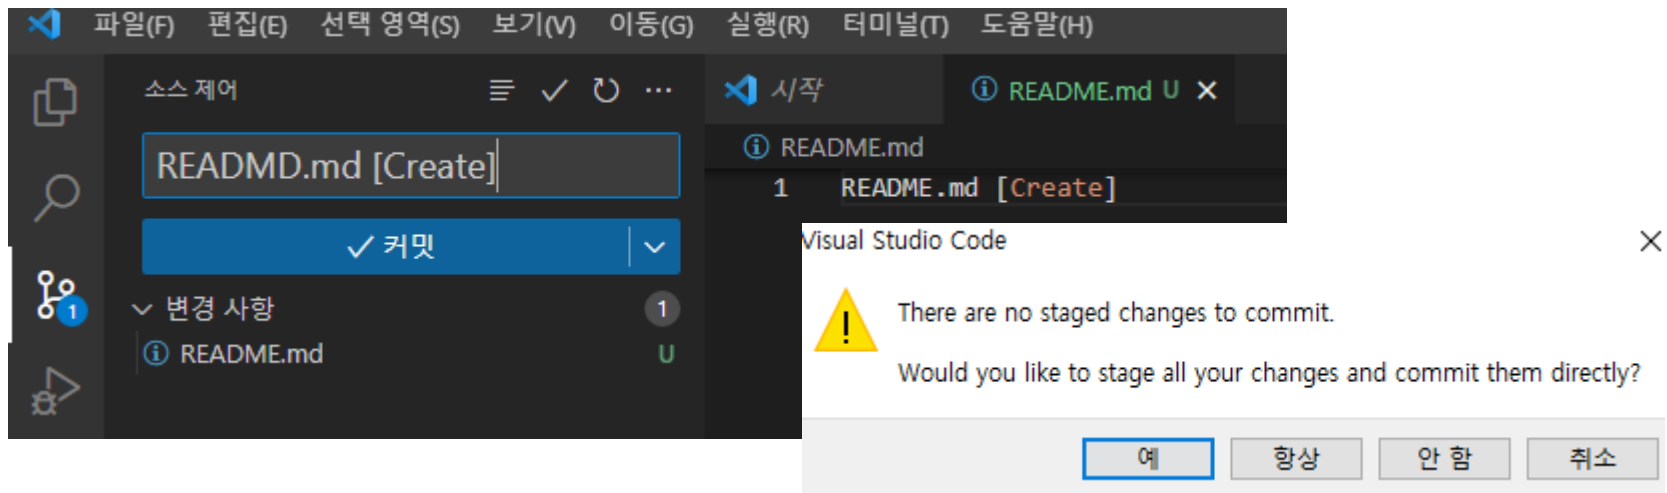 파일(F) 편집(E) 선택 영역(S) 보기(V) 이동(G) 실행(R) 터미널(T) 도움말(H)
소스 제어
READMD.md [Create]
커밋
변경 사항 1
README.md U
1
시작 README.md U
README.md
1 README.md [Create]
Visual Studio Code
There are no staged changes to commit.
Would you like to stage all your changes and commit them directly?
예 항상 안 함 취소